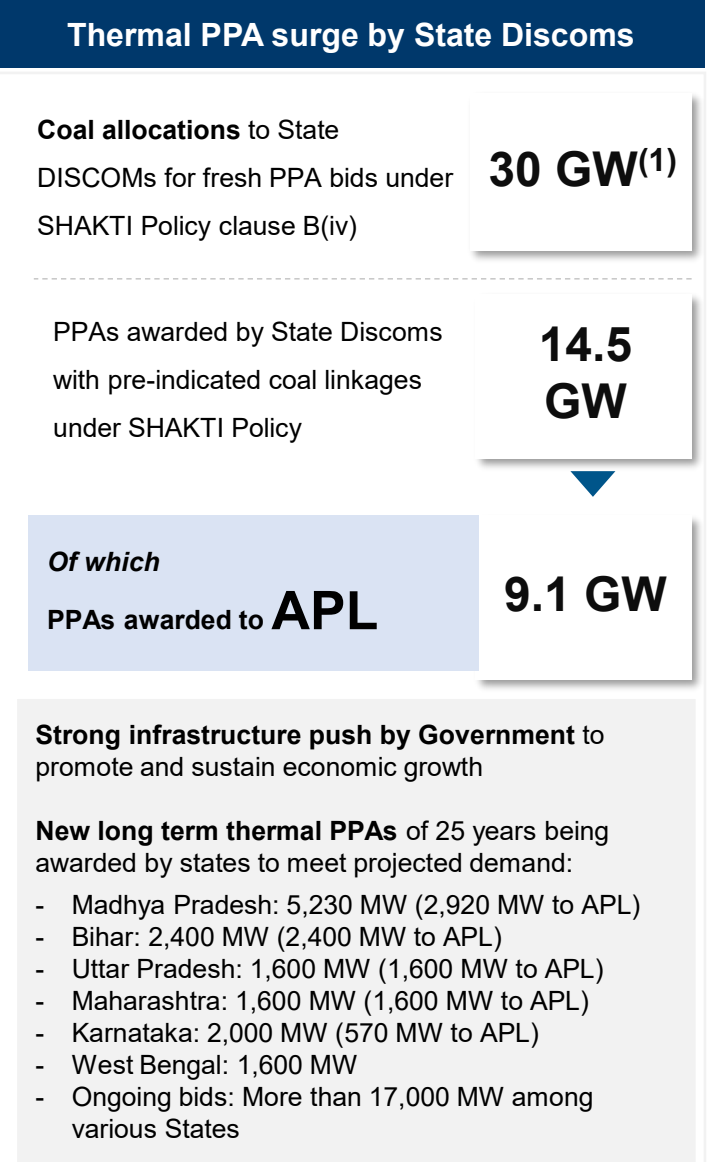 Thermal PPA surge by State Discoms
Coal allocations to State
DISCOMs for fresh PPA bids under
SHAKTI Policy clause B(iv)
30 GW(1)
PPAs awarded by State Discoms
with pre-indicated coal linkages
under SHAKTI Policy
14.5
GW
Of which
PPAs awarded to APL
9.1 GW
Strong infrastructure push by Government to
promote and sustain economic growth
New long term thermal PPAs of 25 years being
awarded by states to meet projected demand:
- Madhya Pradesh: 5,230 MW (2,920 MW to APL)
- Bihar: 2,400 MW (2,400 MW to APL)
- Uttar Pradesh: 1,600 MW (1,600 MW to APL)
- Maharashtra: 1,600 MW (1,600 MW to APL)
- Karnataka: 2,000 MW (570 MW to APL)
- West Bengal: 1,600 MW
- Ongoing bids: More than 17,000 MW among
various States